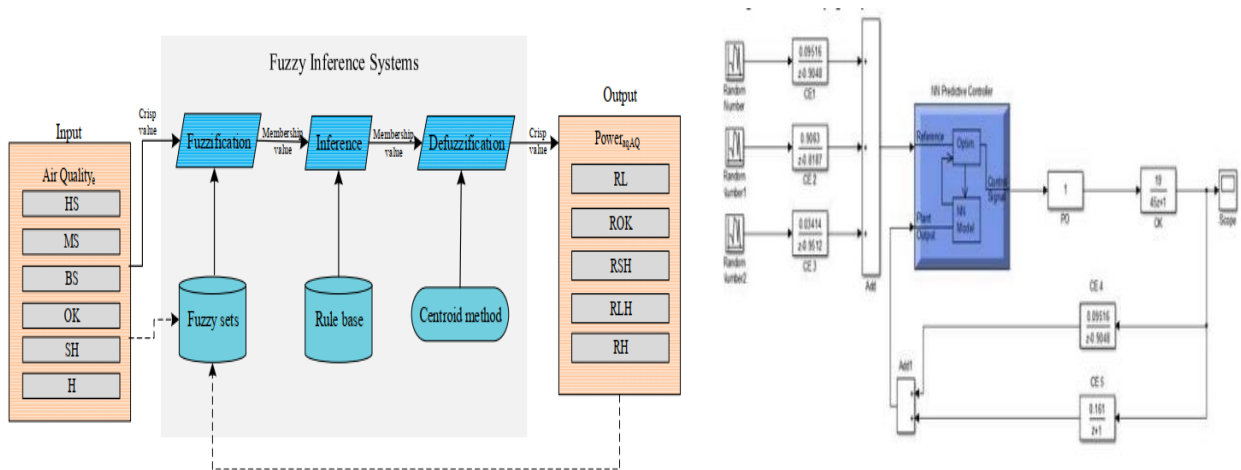 Fuzzy Inference Systems
Input
Crisp
value
Air Qualitye
HS
MS
BS
OK
SH
H
Fuzzification
Membership
value
Inference
Membership
value
Defuzzification
Crisp
value
Fuzzy sets
Rule base
Centroid method
Output
PoweraqAQ
RL
ROK
RSH
RLH
RH
Random
Number
0.09516
z-0.9048
CE1
Random
Number1
0.9063
z-0.8187
CE 2
Random
Number2
0.03414
z-0.9512
CE 3
Add
NN Predictive Controller
Reference
Optim.
Control
Signal
Plant
Output
NN
Model
1
PD
19
45z+1
OK
Scope
CE 4
0.09516
z-0.9048
CE 5
0.161
z+1
Add1